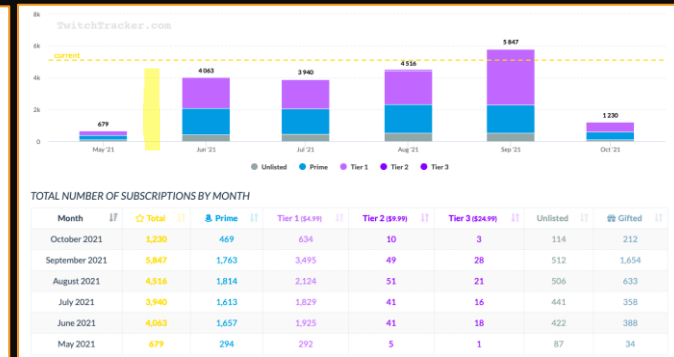 8k
TwitchTracker.com
6k
5 847
current
4 063
3 940
4 516
4k
2k
679
1 230
0
May '21 Jun '21 Jul '21 Aug '21 Sep '21 Oct '21
Unlisted Prime Tier 1 Tier 2 Tier 3
TOTAL NUMBER OF SUBSCRIPTIONS BY MONTH
Month Total Prime Tier 1 ($4.99) Tier 2 ($9.99) Tier 3 ($24.99) Unlisted Gifted
October 2021 1,230 469 634 10 3 114 212
September 2021 5,847 1,763 3,495 49 28 512 1,654
August 2021 4,516 1,814 2,124 51 21 506 633
July 2021 3,940 1,613 1,829 41 16 441 358
June 2021 4,063 1,657 1,925 41 18 422 388
May 2021 679 294 292 5 1 87 34